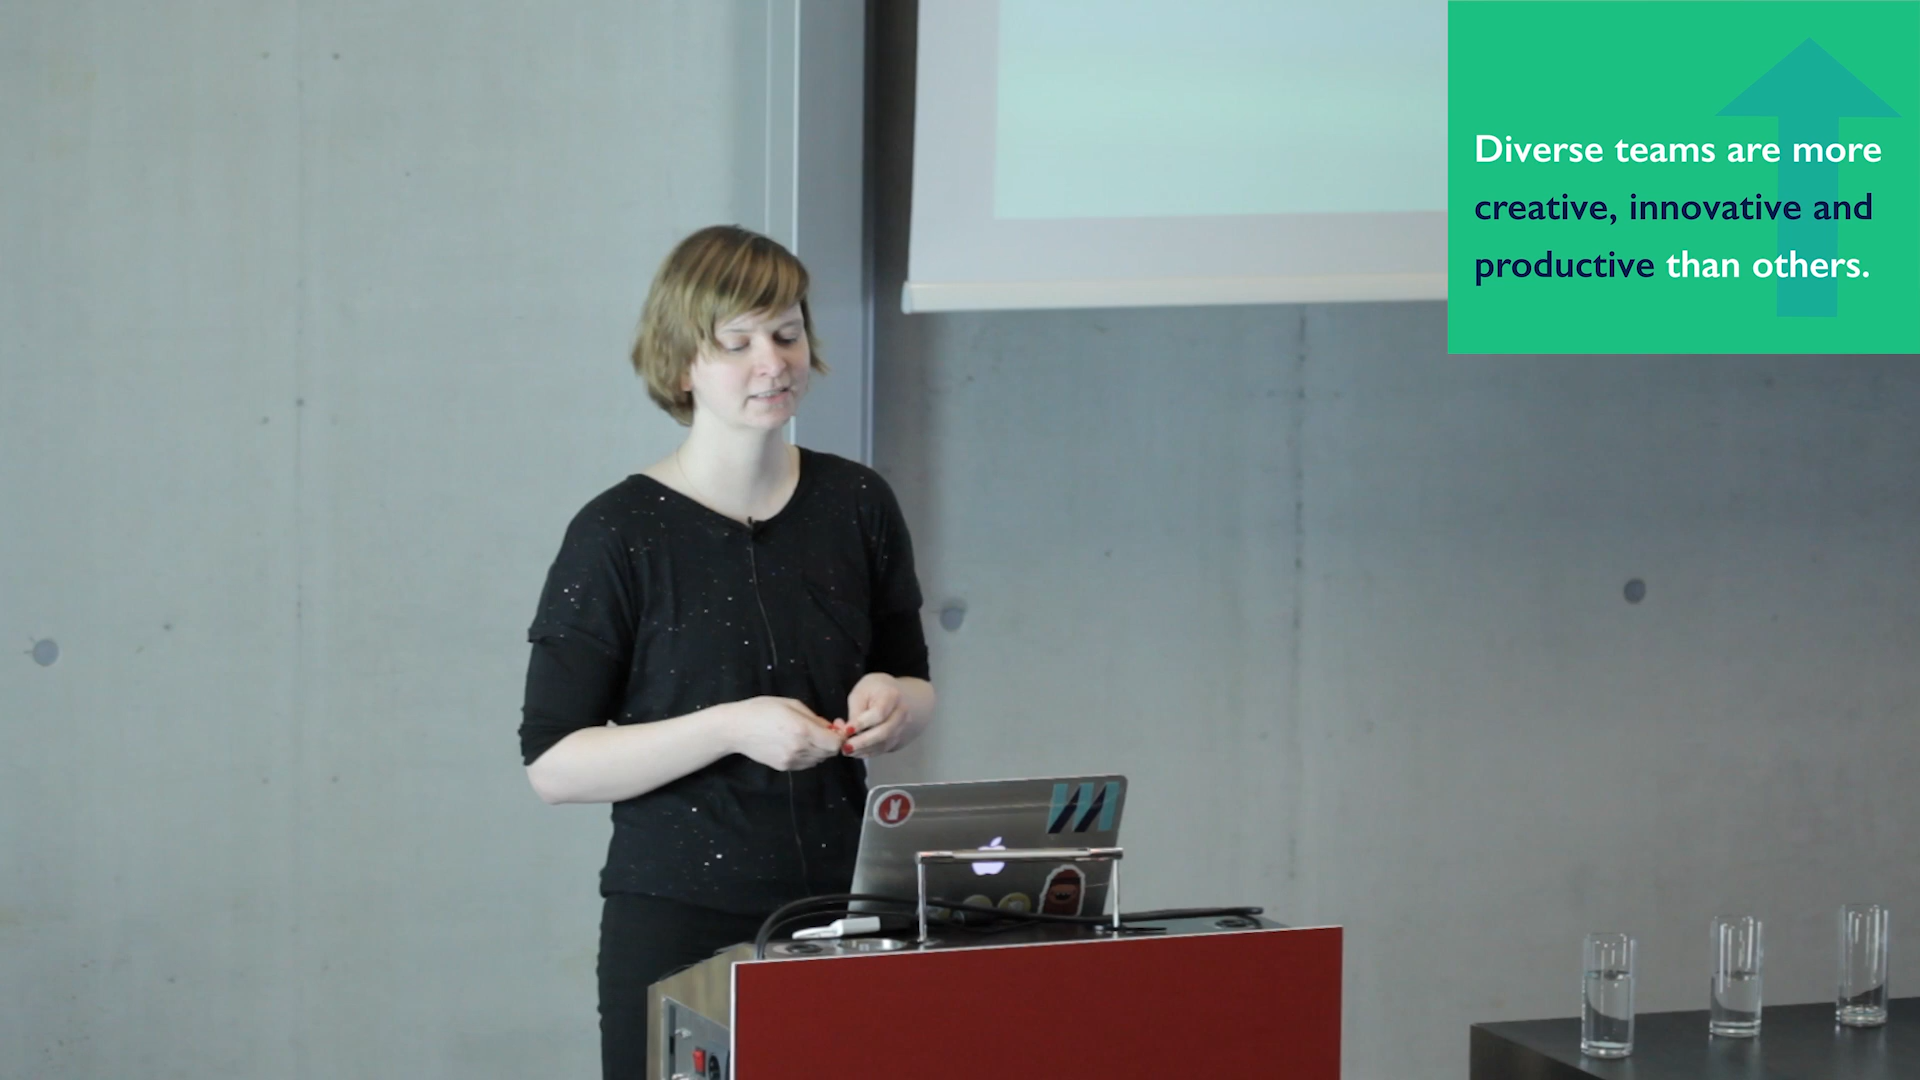 Diverse teams are more
creative, innovative and
productive than others.